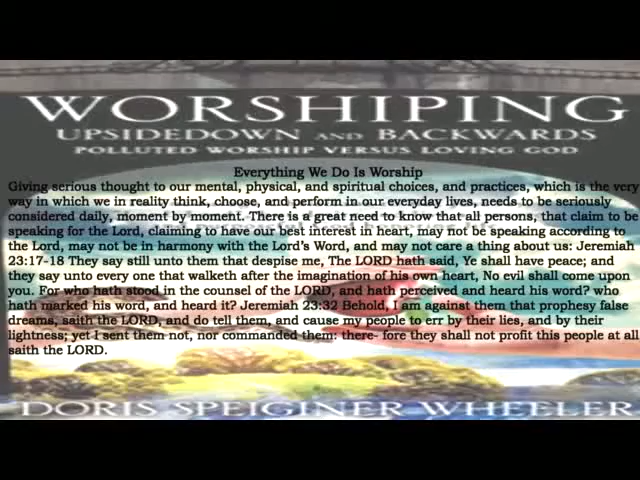 WORSHIPING
UPSIDEDOWN AND BACKWARDS
POLLUTED WORSHIP VERSUS LOVING GOD
Everything We Do Is Worship
Giving serious thought to our mental, physical, and spiritual choices, and practices, which is the very
way in which we in reality think, choose, and perform in our everyday lives, needs to be seriously
considered daily, moment by moment. There is a great need to know that all persons, that claim to be
speaking for the Lord, claiming to have our best interest in heart, may not be speaking according to
the Lord, may not be in harmony with the Lord's Word, and may not care a thing about us: Jeremiah
23:17-18 They say still unto them that despise me, The LORD hath said, Ye shall have peace; and
they say unto every one that walketh after the imagination of his own heart, No evil shall come upon
you. For who hath stood in the counsel of the LORD, and hath perceived and heard his word? who
hath marked his word, and heard it? Jeremiah 23:32 Behold, I am against them that prophesy false
dreams, saith the LORD, and do tell them, and cause my people to err by their lies, and by their
lightness; yet I sent them not, nor commanded them: there- fore they shall not profit this people at all,
saith the LORD.
DORIS SPEIGINER WHEELER